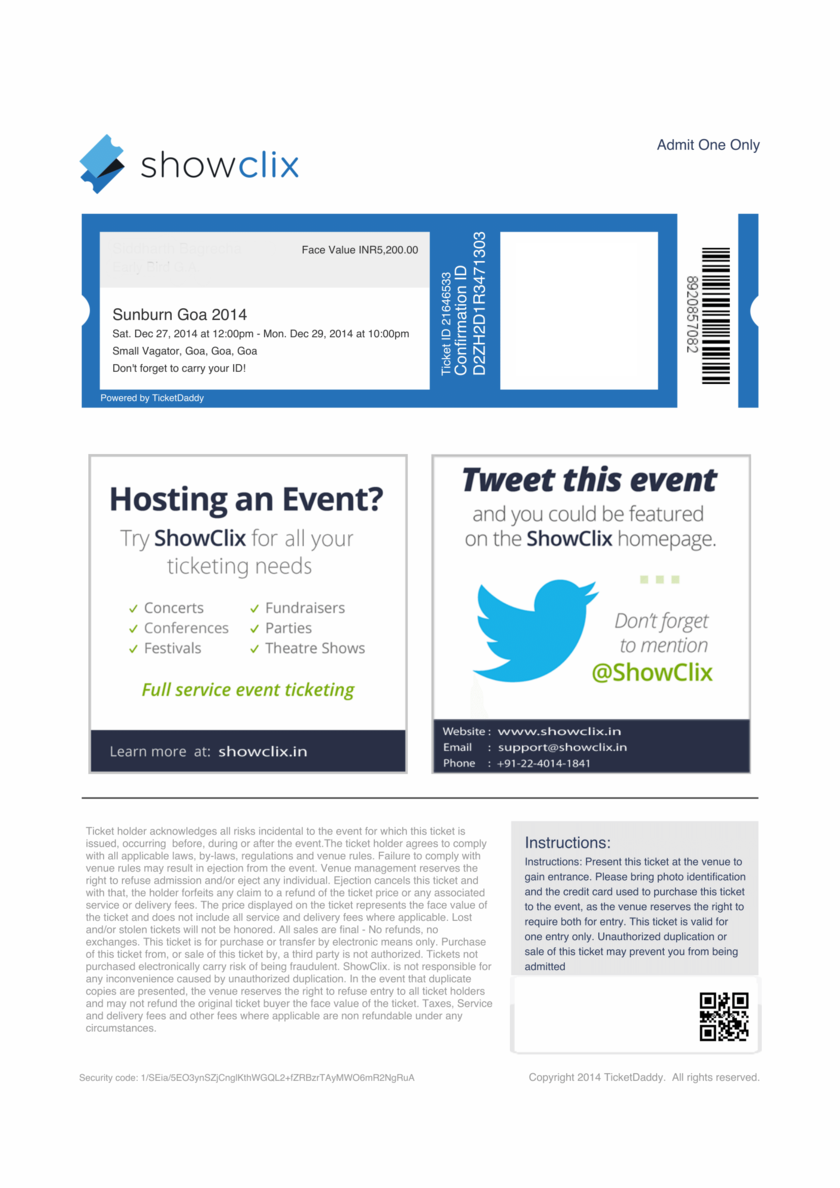 showclix
Admit One Only
Face Value INR5,200.00
Sunburn Goa 2014
Sat. Dec 27, 2014 at 12:00pm - Mon. Dec 29, 2014 at 10:00pm
Small Vagator, Goa, Goa, Goa
Don't forget to carry your ID!
Powered by TicketDaddy
Ticket ID 21646533
Confirmation ID
D2ZH2D1R3471303
8920857082
Hosting an Event?
Try ShowClix for all your
ticketing needs
✓ Concerts ✓ Fundraisers
✓ Conferences ✓ Parties
✓ Festivals ✓ Theatre Shows
Full service event ticketing
Learn more at: showclix.in
Tweet this event
and you could be featured
on the ShowClix homepage.
Don't forget
to mention
@ShowClix
Website : www.showclix.in
Email : support@showclix.in
Phone : +91-22-4014-1841
Ticket holder acknowledges all risks incidental to the event for which this ticket is
issued, occurring before, during or after the event.The ticket holder agrees to comply
with all applicable laws, by-laws, regulations and venue rules. Failure to comply with
venue rules may result in ejection from the event. Venue management reserves the
right to refuse admission and/or eject any individual. Ejection cancels this ticket and
with that, the holder forfeits any claim to a refund of the ticket price or any associated
service or delivery fees. The price displayed on the ticket represents the face value of
the ticket and does not include all service and delivery fees where applicable. Lost
and/or stolen tickets will not be honored. All sales are final - No refunds, no
exchanges. This ticket is for purchase or transfer by electronic means only. Purchase
of this ticket from, or sale of this ticket by, a third party is not authorized. Tickets not
purchased electronically carry risk of being fraudulent. ShowClix. is not responsible for
any inconvenience caused by unauthorized duplication. In the event that duplicate
copies are presented, the venue reserves the right to refuse entry to all ticket holders
and may not refund the original ticket buyer the face value of the ticket. Taxes, Service
and delivery fees and other fees where applicable are non refundable under any
circumstances.
Instructions:
Instructions: Present this ticket at the venue to
gain entrance. Please bring photo identification
and the credit card used to purchase this ticket
to the event, as the venue reserves the right to
require both for entry. This ticket is valid for
one entry only. Unauthorized duplication or
sale of this ticket may prevent you from being
admitted
Security code: 1/SEia/5EO3ynSZjCnglKthWGQL2+fZRBzrTAyMWO6mR2NgRuA
Copyright 2014 TicketDaddy. All rights reserved.